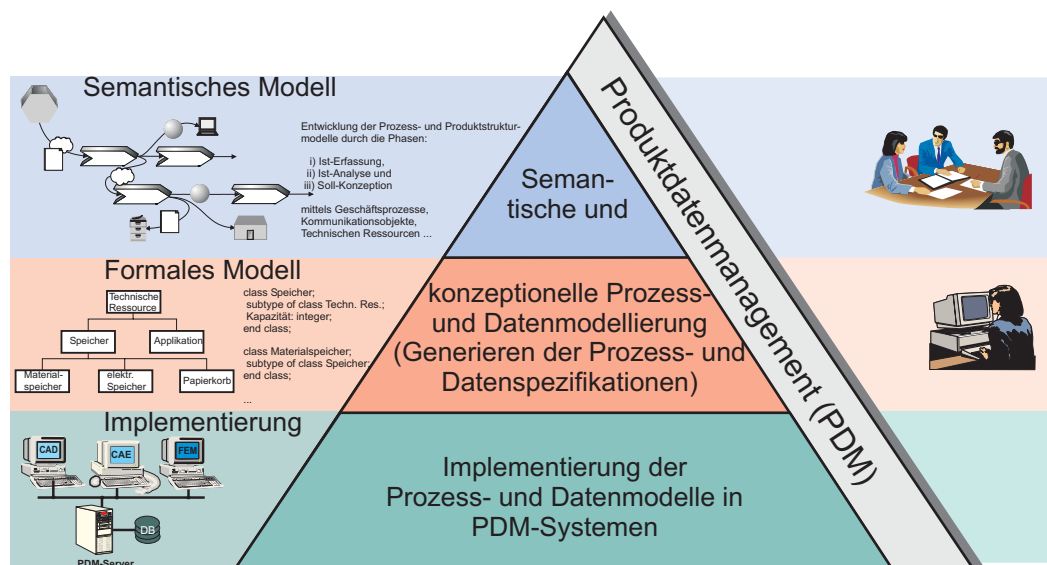 Semantisches Modell
Entwicklung der Prozess- und Produktstruktur-
modelle durch die Phasen:
i) Ist-Erfassung,
ii) Ist-Analyse und
iii) Soll-Konzeption
mittels Geschäftsprozesse,
Kommunikationsobjekte,
Technischen Ressourcen ...
Seman-
tische und
Produktdatenmanagement (PDM)
Formales Modell
Technische
Ressource
Speicher
Applikation
Material-
speicher
elektr.
Speicher
Papierkorb
class Speicher;
subtype of class Techn. Res.;
Kapazität: integer;
end class;
class Materialspeicher;
subtype of class Speicher;
end class;
...
konzeptionelle Prozess-
und Datenmodellierung
(Generieren der Prozess- und
Datenspezifikationen)
Implementierung
CAD
CAE
FEM
DB
PDM-Server
Implementierung der
Prozess- und Datenmodelle in
PDM-Systemen